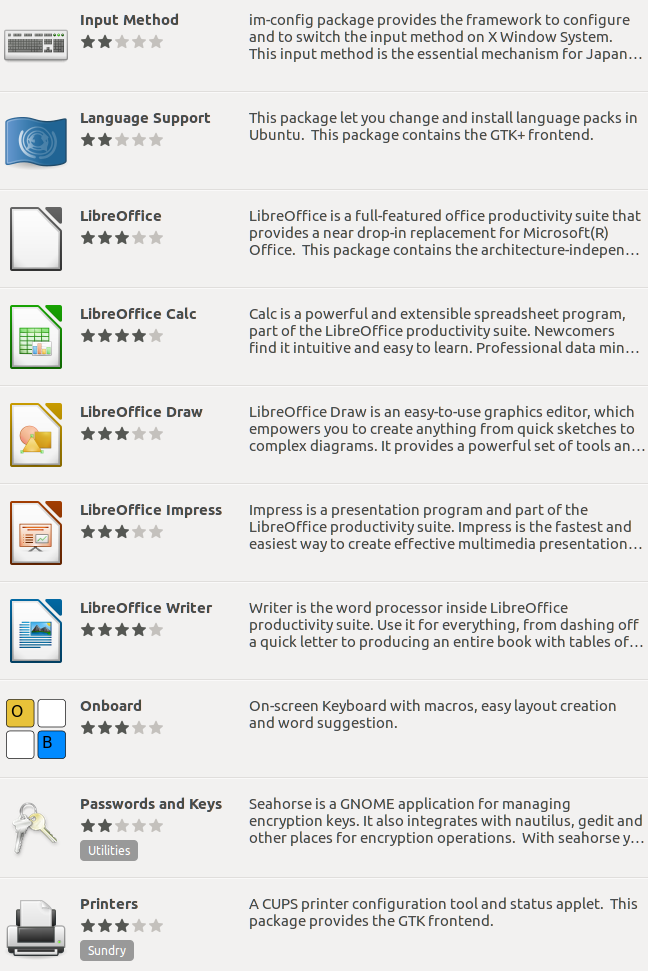 Input Method
im-config package provides the framework to configure
and to switch the input method on X Window System.
This input method is the essential mechanism for Japan…
Language Support
This package let you change and install language packs in
Ubuntu.  This package contains the GTK+ frontend.
LibreOffice
LibreOffice is a full-featured office productivity suite that
provides a near drop-in replacement for Microsoft(R)
Office.  This package contains the architecture-indepen…
LibreOffice Calc
Calc is a powerful and extensible spreadsheet program,
part of the LibreOffice productivity suite. Newcomers
find it intuitive and easy to learn. Professional data min…
LibreOffice Draw
LibreOffice Draw is an easy-to-use graphics editor, which
empowers you to create anything from quick sketches to
complex diagrams. It provides a powerful set of tools an…
LibreOffice Impress
Impress is a presentation program and part of the
LibreOffice productivity suite. Impress is the fastest and
easiest way to create effective multimedia presentation…
LibreOffice Writer
Writer is the word processor inside LibreOffice
productivity suite. Use it for everything, from dashing off
a quick letter to producing an entire book with tables of…
O
B
Onboard
On-screen Keyboard with macros, easy layout creation
and word suggestion.
Passwords and Keys
Utilities
Seahorse is a GNOME application for managing
encryption keys. It also integrates with nautilus, gedit and
other places for encryption operations.  With seahorse y…
Printers
Sundry
A CUPS printer configuration tool and status applet.  This
package provides the GTK frontend.